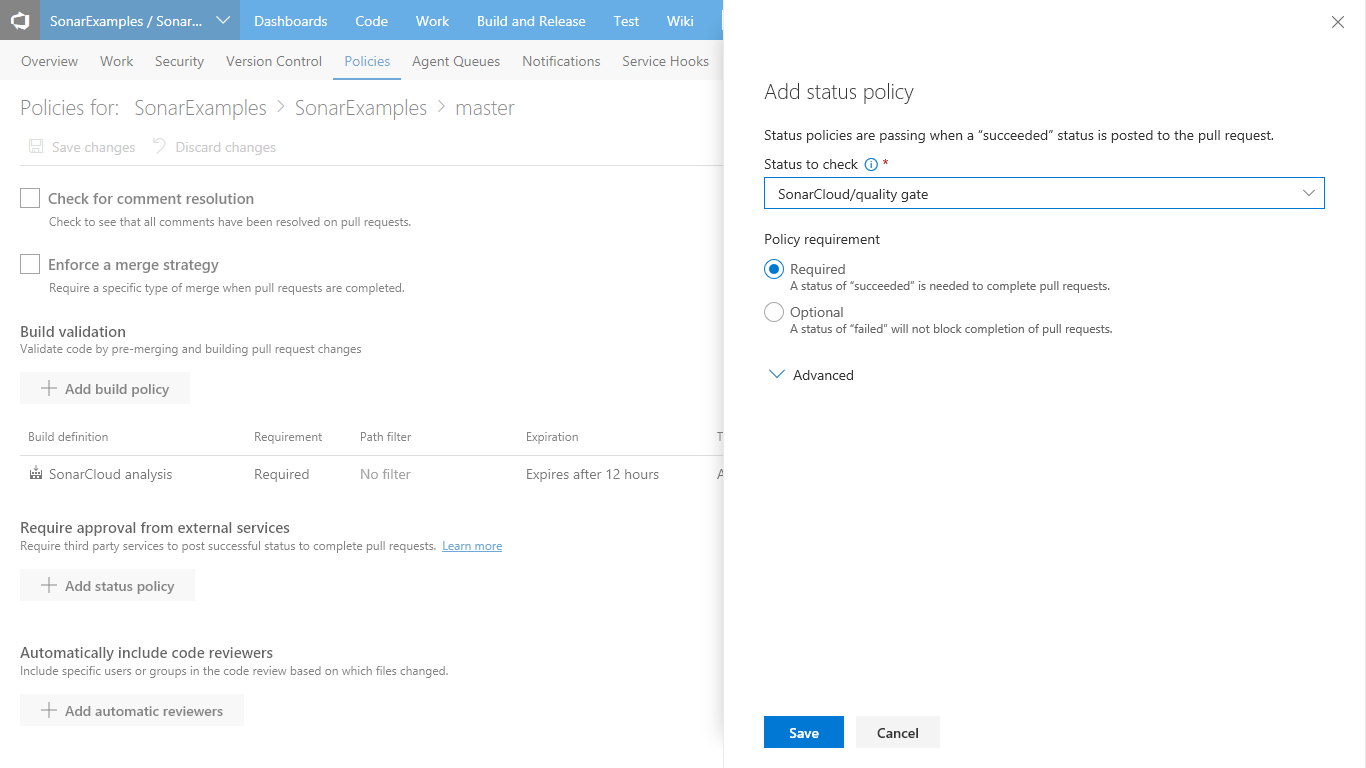 SonarExamples / Sonar...
Dashboards Code Work Build and Release Test Wiki
Overview Work Security Version Control Policies Agent Queues Notifications Service Hooks
Policies for: SonarExamples > SonarExamples > master
Save changes Discard changes
Check for comment resolution
Check to see that all comments have been resolved on pull requests.
Enforce a merge strategy
Require a specific type of merge when pull requests are completed.
Build validation
Validate code by pre-merging and building pull request changes
Add build policy
Build definition Requirement Path filter Expiration T
SonarCloud analysis Required No filter Expires after 12 hours A
Require approval from external services
Require third party services to post successful status to complete pull requests. Learn more
Add status policy
Automatically include code reviewers
Include specific users or groups in the code review based on which files changed.
Add automatic reviewers
Add status policy
Status policies are passing when a “succeeded” status is posted to the pull request.
Status to check *
SonarCloud/quality gate
Policy requirement
Required
A status of “succeeded” is needed to complete pull requests.
Optional
A status of “failed” will not block completion of pull requests.
Advanced
Save Cancel